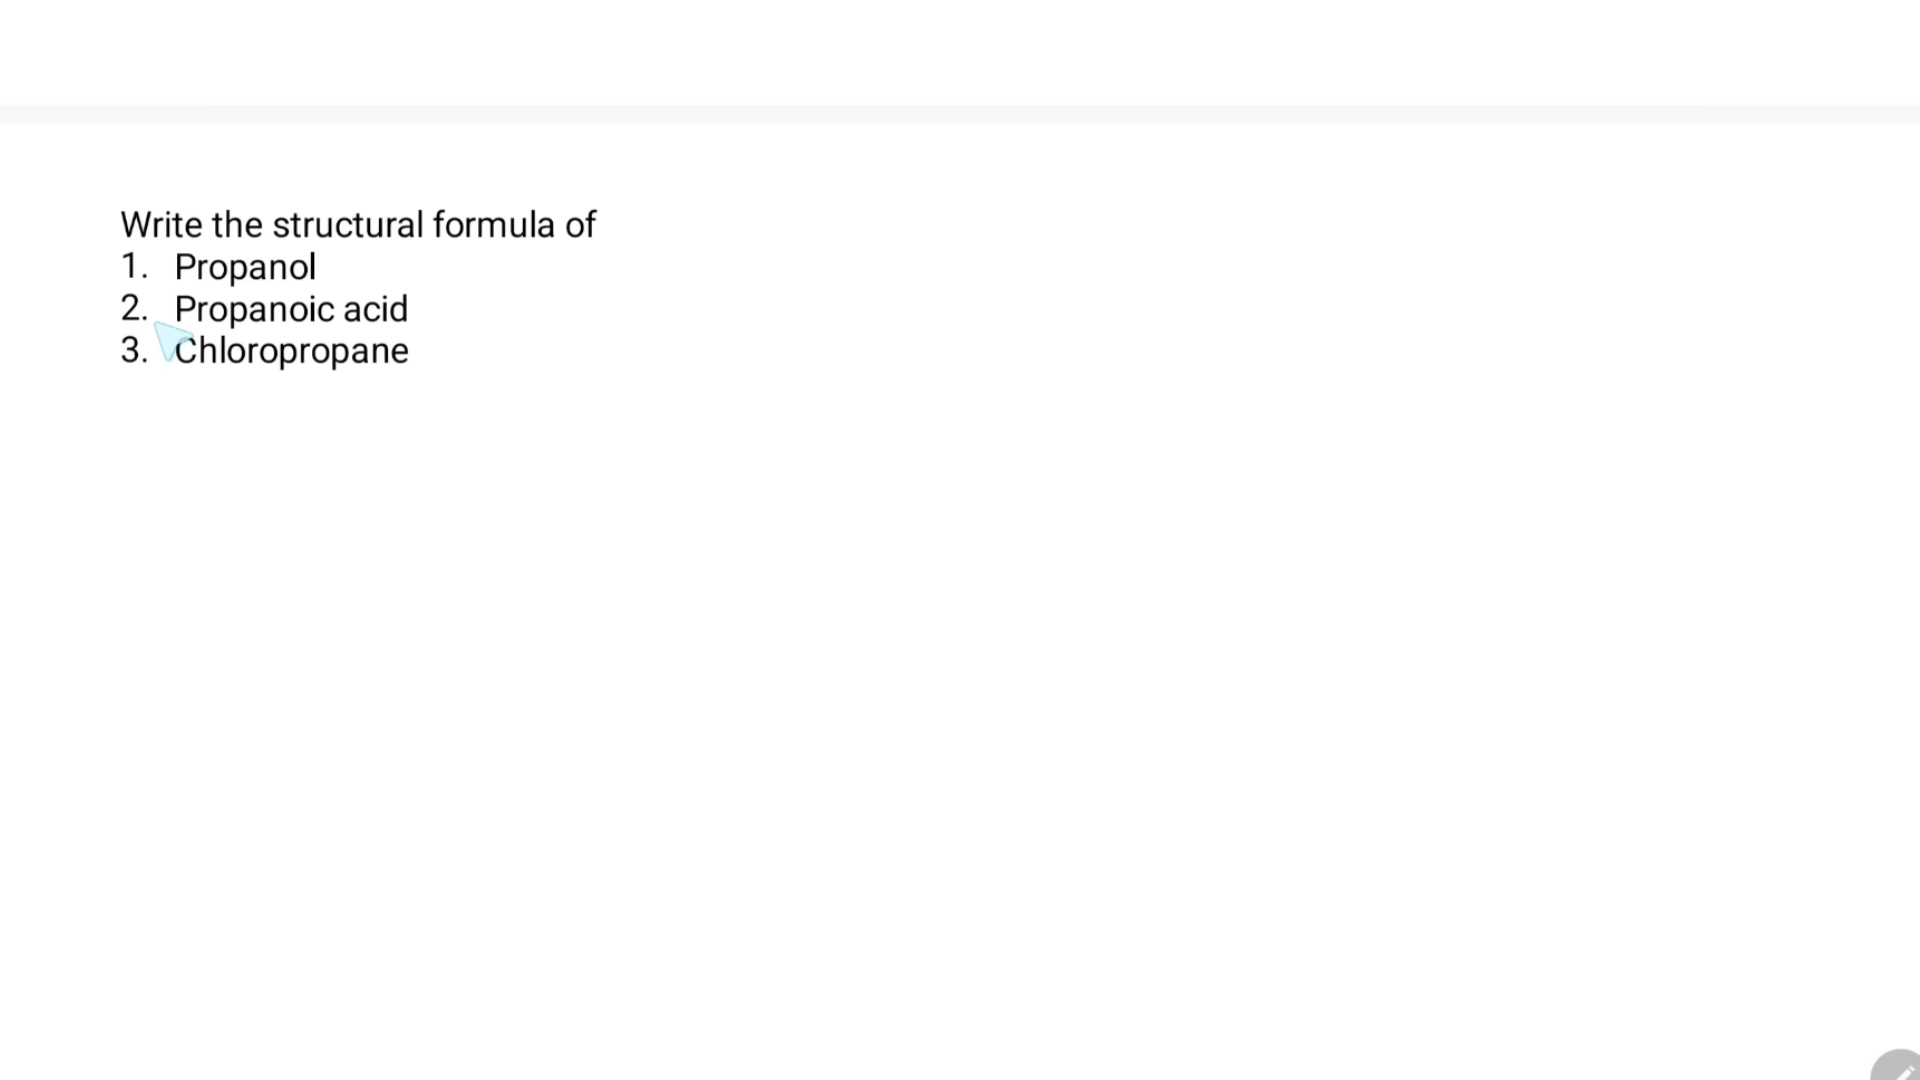 Write the structural formula of
1. Propanol
2. Propanoic acid
3. Chloropropane